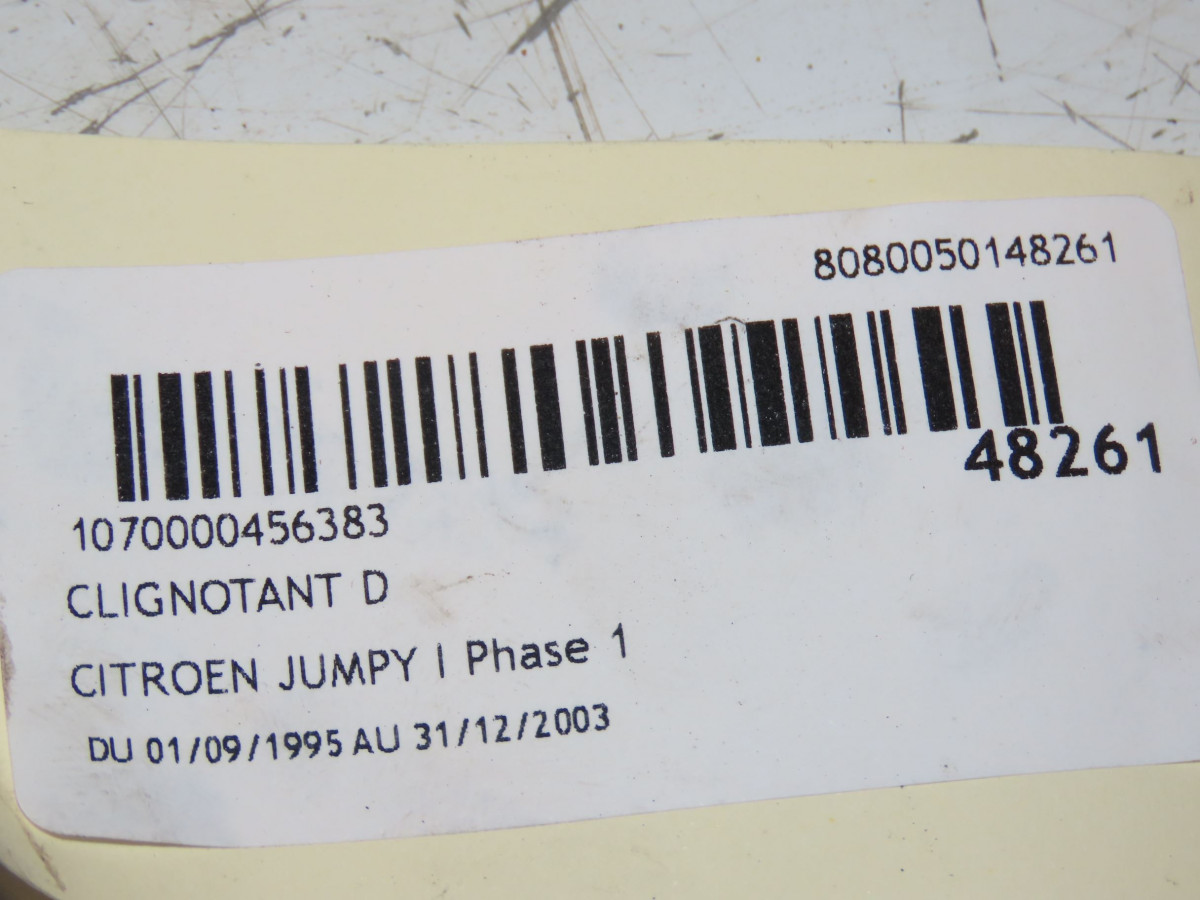 8080050148261
48261
1070000456383
CLIGNOTANT D
CITROEN JUMPY I Phase 1
DU 01/09/1995 AU 31/12/2003